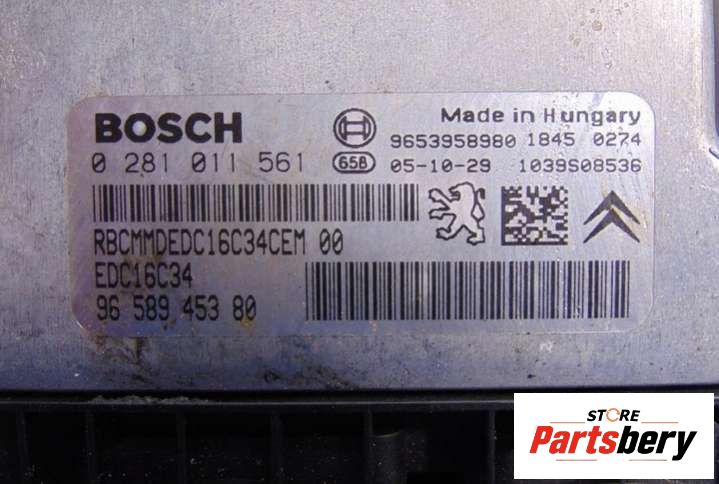 BOSCH
Made in Hungary
9653958980 1845 0274
0 281 011 561 65B 05-10-29 1039S08536
RBCMMDEDC16C34CEM 00
EDC16C34
96 589 453 80
STORE
Partsbery